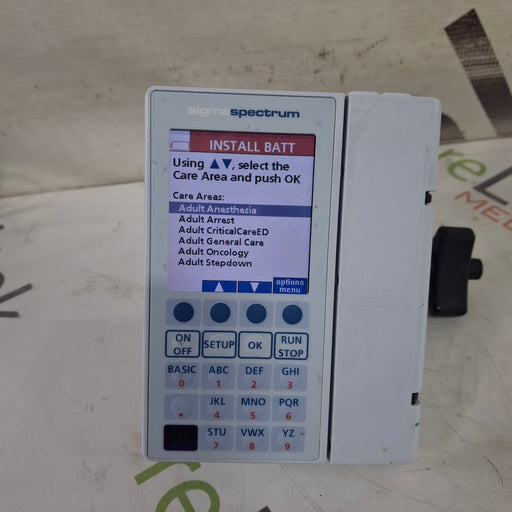 sigmaspectrum
INSTALL BATT
Using ▲▼, select the
Care Area and push OK
Care Areas:
Adult Anesthesia
Adult Arrest
Adult CriticalCareED
Adult General Care
Adult Oncology
Adult Stepdown
▲ ▼ options
menu
ON
OFF
SETUP
OK
RUN
STOP
BASIC ABC DEF GHI
0 1 2 3
JKL MNO PQR
. 4 5 6
STU VWX YZ
7 8 9
MED